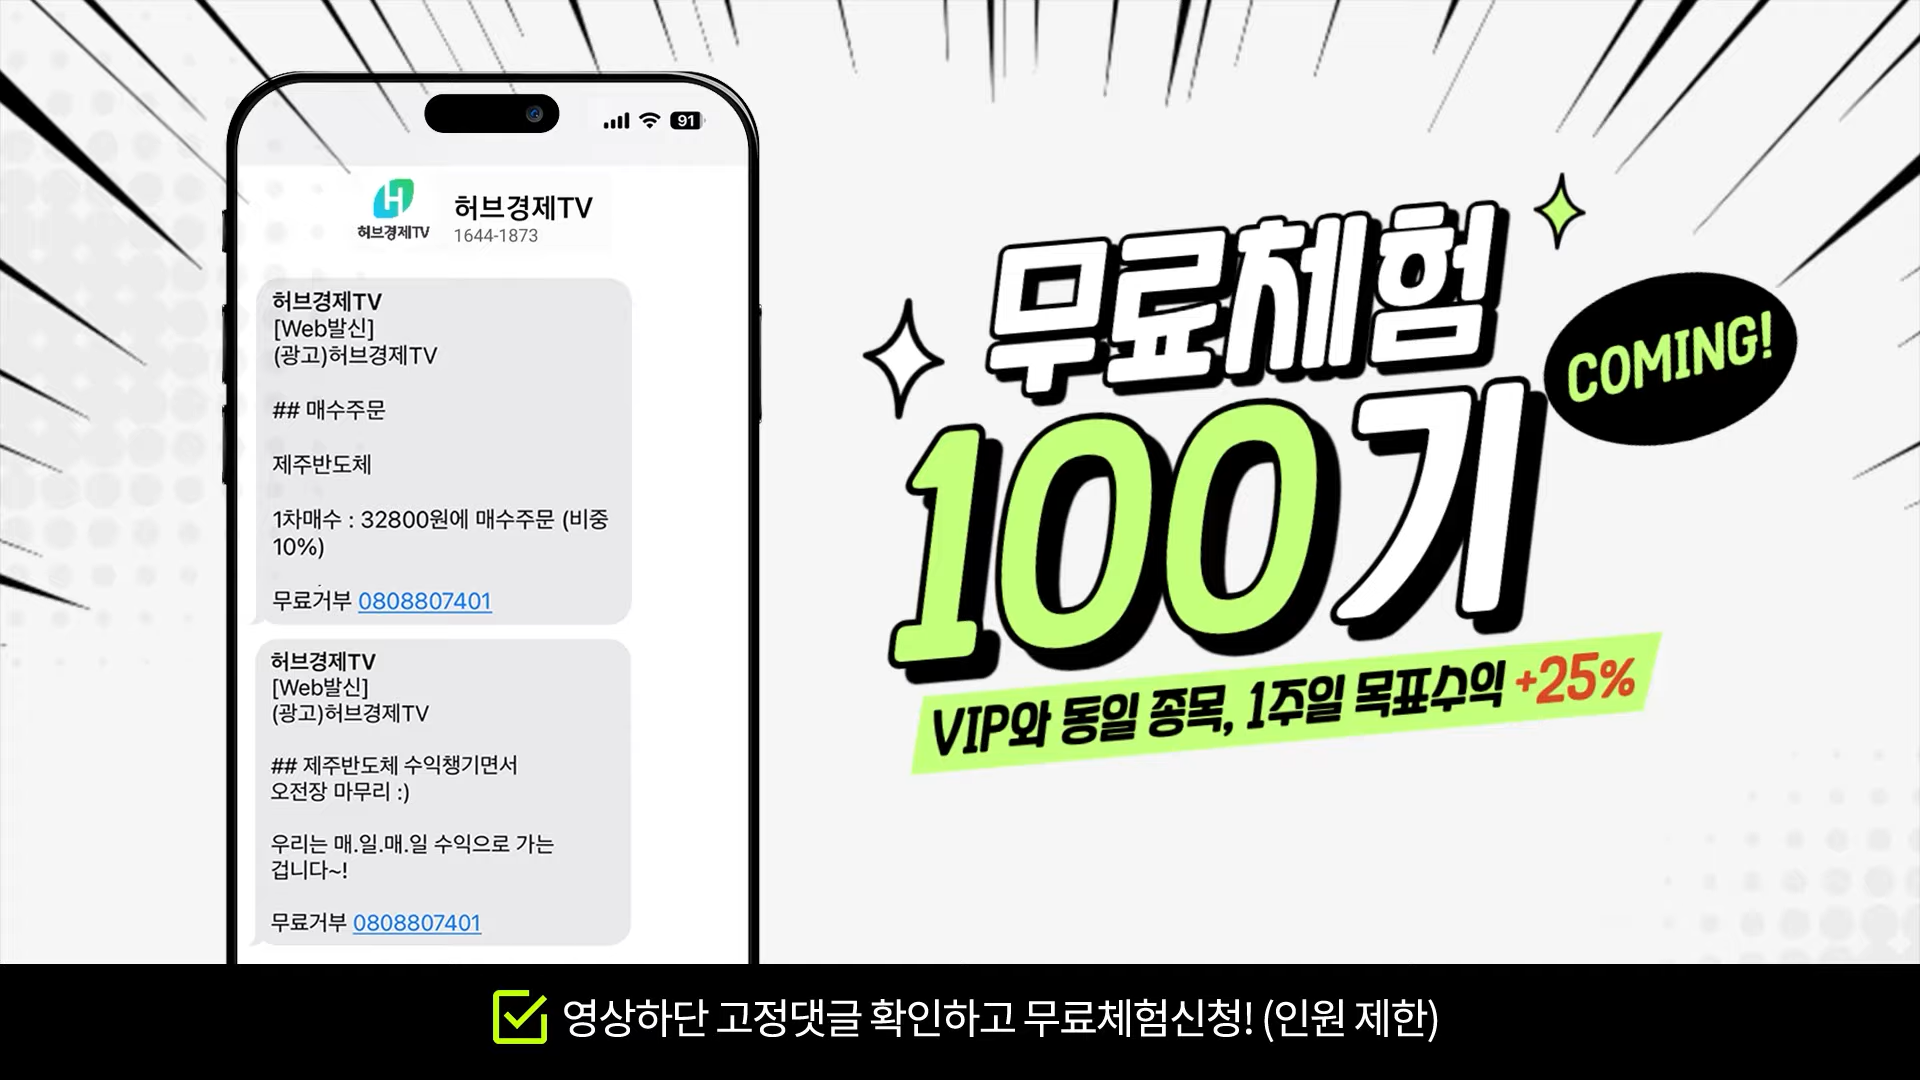 91
허브경제TV
허브경제TV
1644-1873
허브경제TV
[Web발신]
(광고)허브경제TV
## 매수주문
제주반도체
1차매수 : 32800원에 매수주문 (비중
10%)
무료거부 0808807401
허브경제TV
[Web발신]
(광고)허브경제TV
## 제주반도체 수익챙기면서
오전장 마무리 :)
우리는 매.일.매.일 수익으로 가는
겁니다~!
무료거부 0808807401
무료체험
100기
COMING!
VIP와 동일 종목, 1주일 목표수익 +25%
영상하단 고정댓글 확인하고 무료체험신청! (인원 제한)